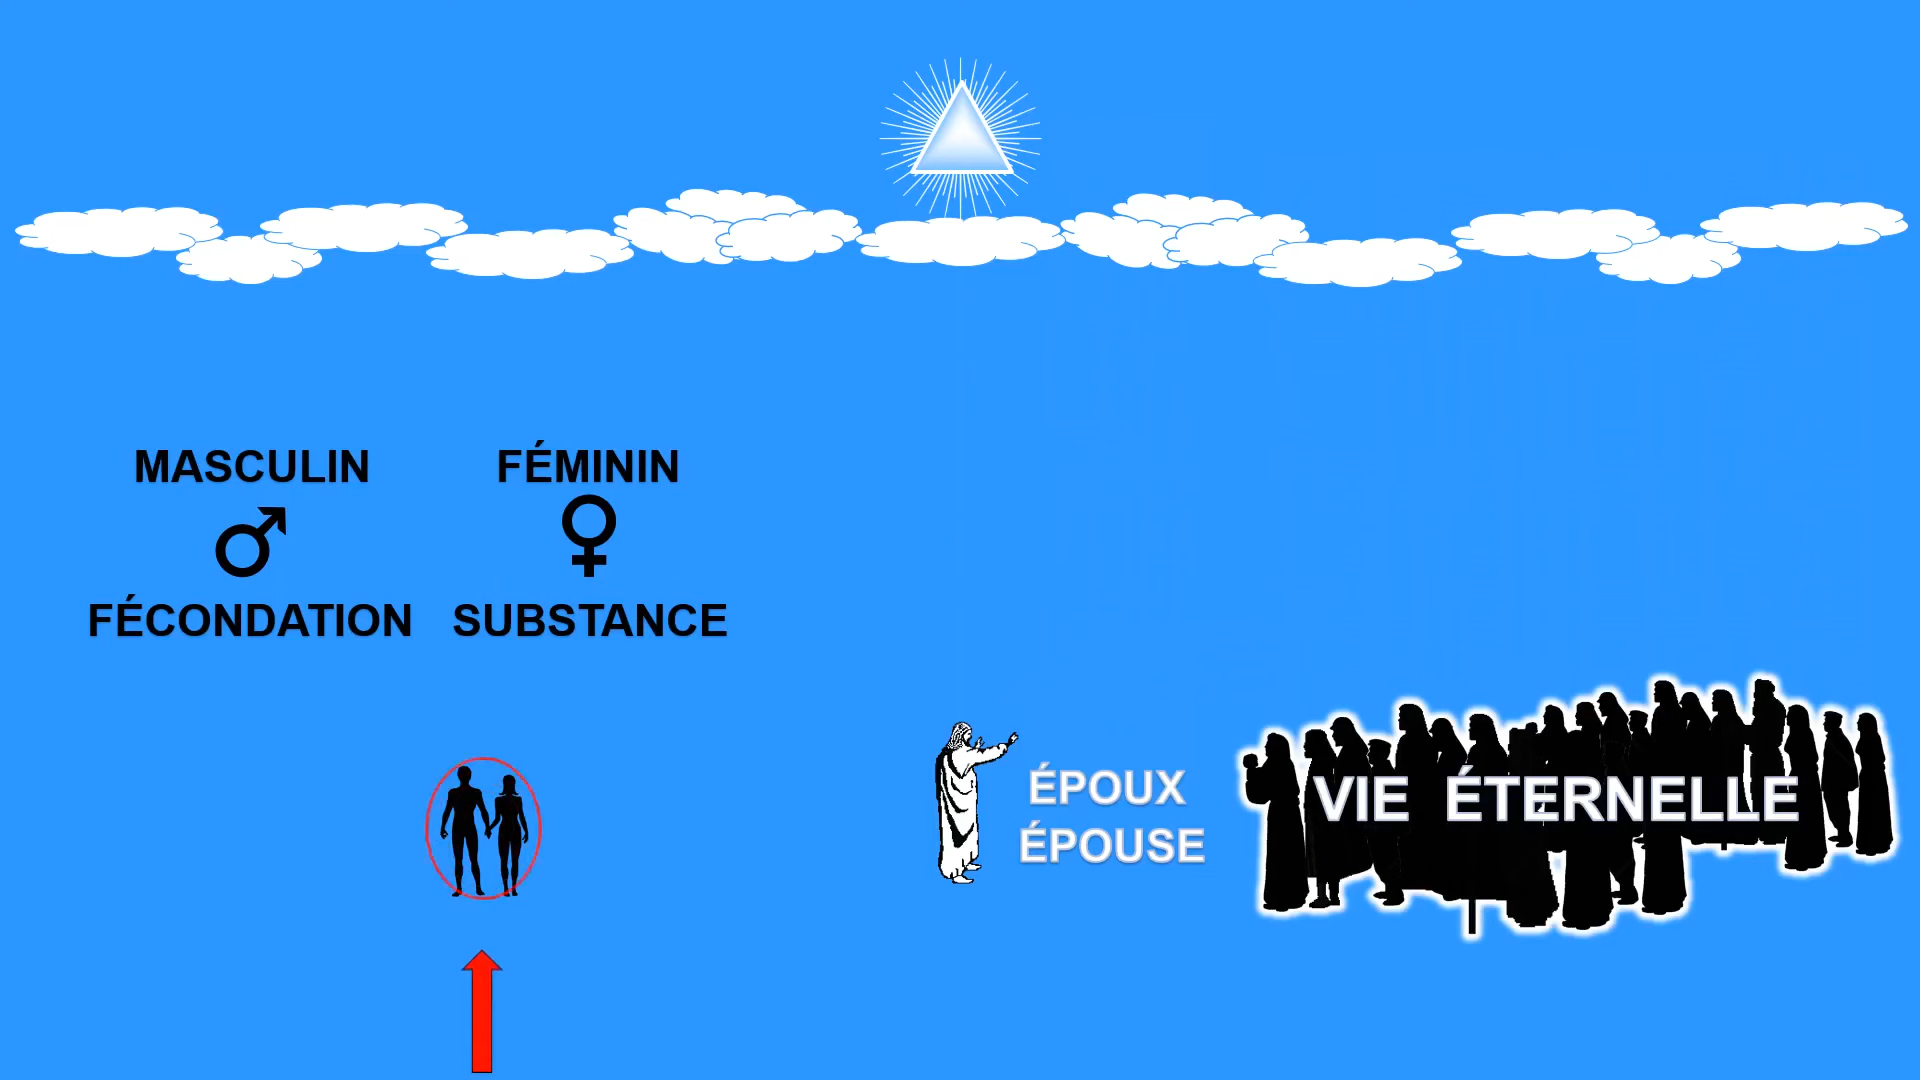 MASCULIN FÉMININ
FÉCONDATION SUBSTANCE
ÉPOUX
ÉPOUSE
VIE ÉTERNELLE